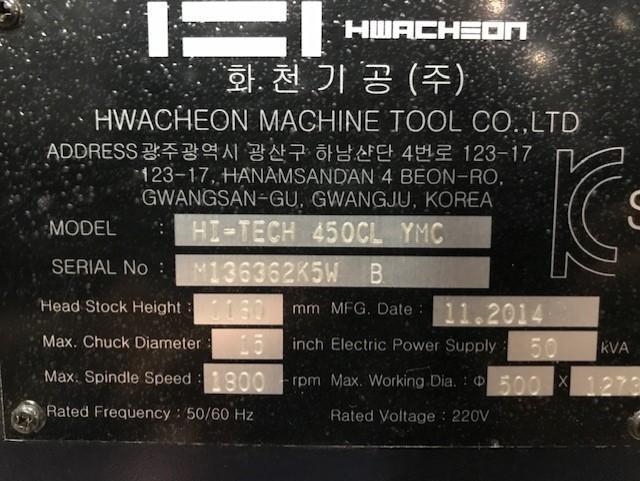 HWACHEON
화천기공(주)
HWACHEON MACHINE TOOL CO.,LTD
ADDRESS 광주광역시 광산구 하남산단 4번로 123-17
123-17, HANAMSANDAN 4 BEON-RO,
GWANGSAN-GU, GWANGJU, KOREA
MODEL : HI-TECH 450CL YMC
SERIAL No : M136362K5W B
Head Stock Height : mm MFG. Date : 11.2014
Max. Chuck Diameter : 15 inch Electric Power Supply : 50 kVA
Max. Spindle Speed : 1800 rpm Max. Working Dia. : Φ 500 X
Rated Frequency : 50/60 Hz Rated Voltage : 220V